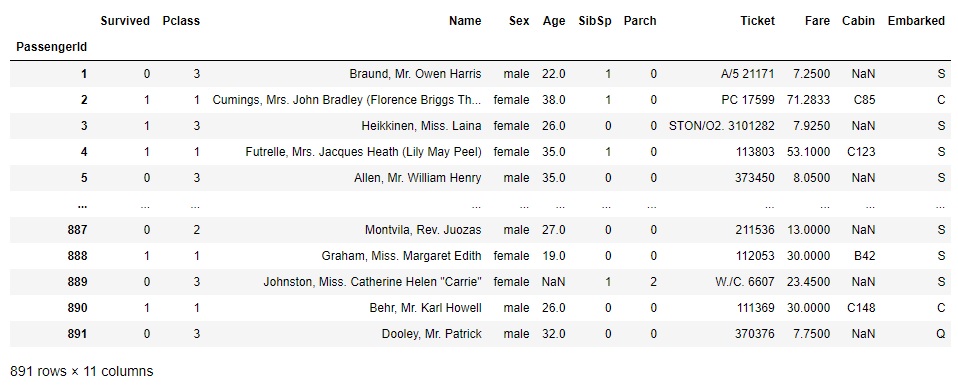 Survived Pclass Name Sex Age SibSp Parch Ticket Fare Cabin Embarked
PassengerId
1 0 3 Braund, Mr. Owen Harris male 22.0 1 0 A/5 21171 7.2500 NaN S
2 1 1 Cumings, Mrs. John Bradley (Florence Briggs Th... female 38.0 1 0 PC 17599 71.2833 C85 C
3 1 3 Heikkinen, Miss. Laina female 26.0 0 0 STON/O2. 3101282 7.9250 NaN S
4 1 1 Futrelle, Mrs. Jacques Heath (Lily May Peel) female 35.0 1 0 113803 53.1000 C123 S
5 0 3 Allen, Mr. William Henry male 35.0 0 0 373450 8.0500 NaN S
... ... ... ... ... ... ... ... ... ... ... ...
887 0 2 Montvila, Rev. Juozas male 27.0 0 0 211536 13.0000 NaN S
888 1 1 Graham, Miss. Margaret Edith female 19.0 0 0 112053 30.0000 B42 S
889 0 3 Johnston, Miss. Catherine Helen "Carrie" female NaN 1 2 W./C. 6607 23.4500 NaN S
890 1 1 Behr, Mr. Karl Howell male 26.0 0 0 111369 30.0000 C148 C
891 0 3 Dooley, Mr. Patrick male 32.0 0 0 370376 7.7500 NaN Q
891 rows × 11 columns